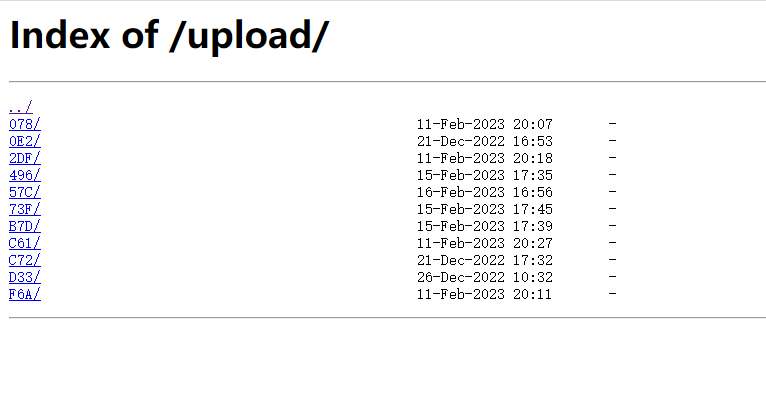 Index of /upload/
../
078/ 11-Feb-2023 20:07 -
0E2/ 21-Dec-2022 16:53 -
2DF/ 11-Feb-2023 20:18 -
496/ 15-Feb-2023 17:35 -
57C/ 16-Feb-2023 16:56 -
73F/ 15-Feb-2023 17:45 -
B7D/ 15-Feb-2023 17:39 -
C61/ 11-Feb-2023 20:27 -
C72/ 21-Dec-2022 17:32 -
D33/ 26-Dec-2022 10:32 -
F6A/ 11-Feb-2023 20:11 -